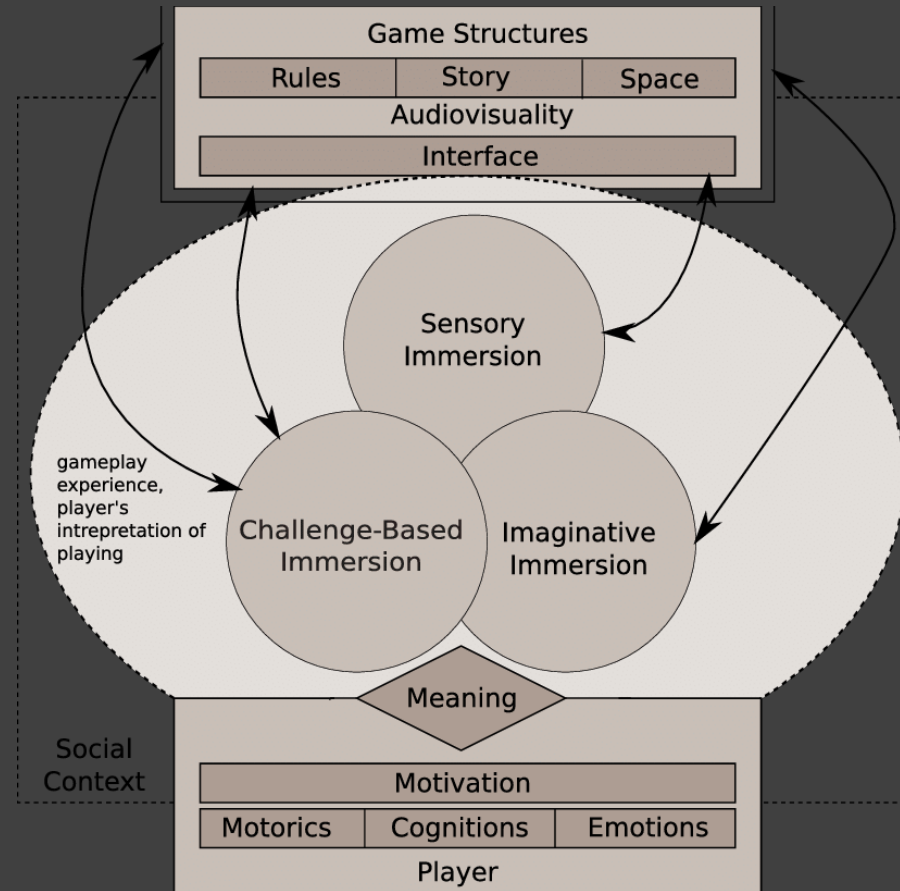 Game Structures
Rules Story Space
Audiovisuality
Interface
Sensory
Immersion
gameplay
experience,
player's
intrepretation of
playing
Challenge-Based
Immersion
Imaginative
Immersion
Meaning
Social
Context
Motivation
Motorics Cognitions Emotions
Player